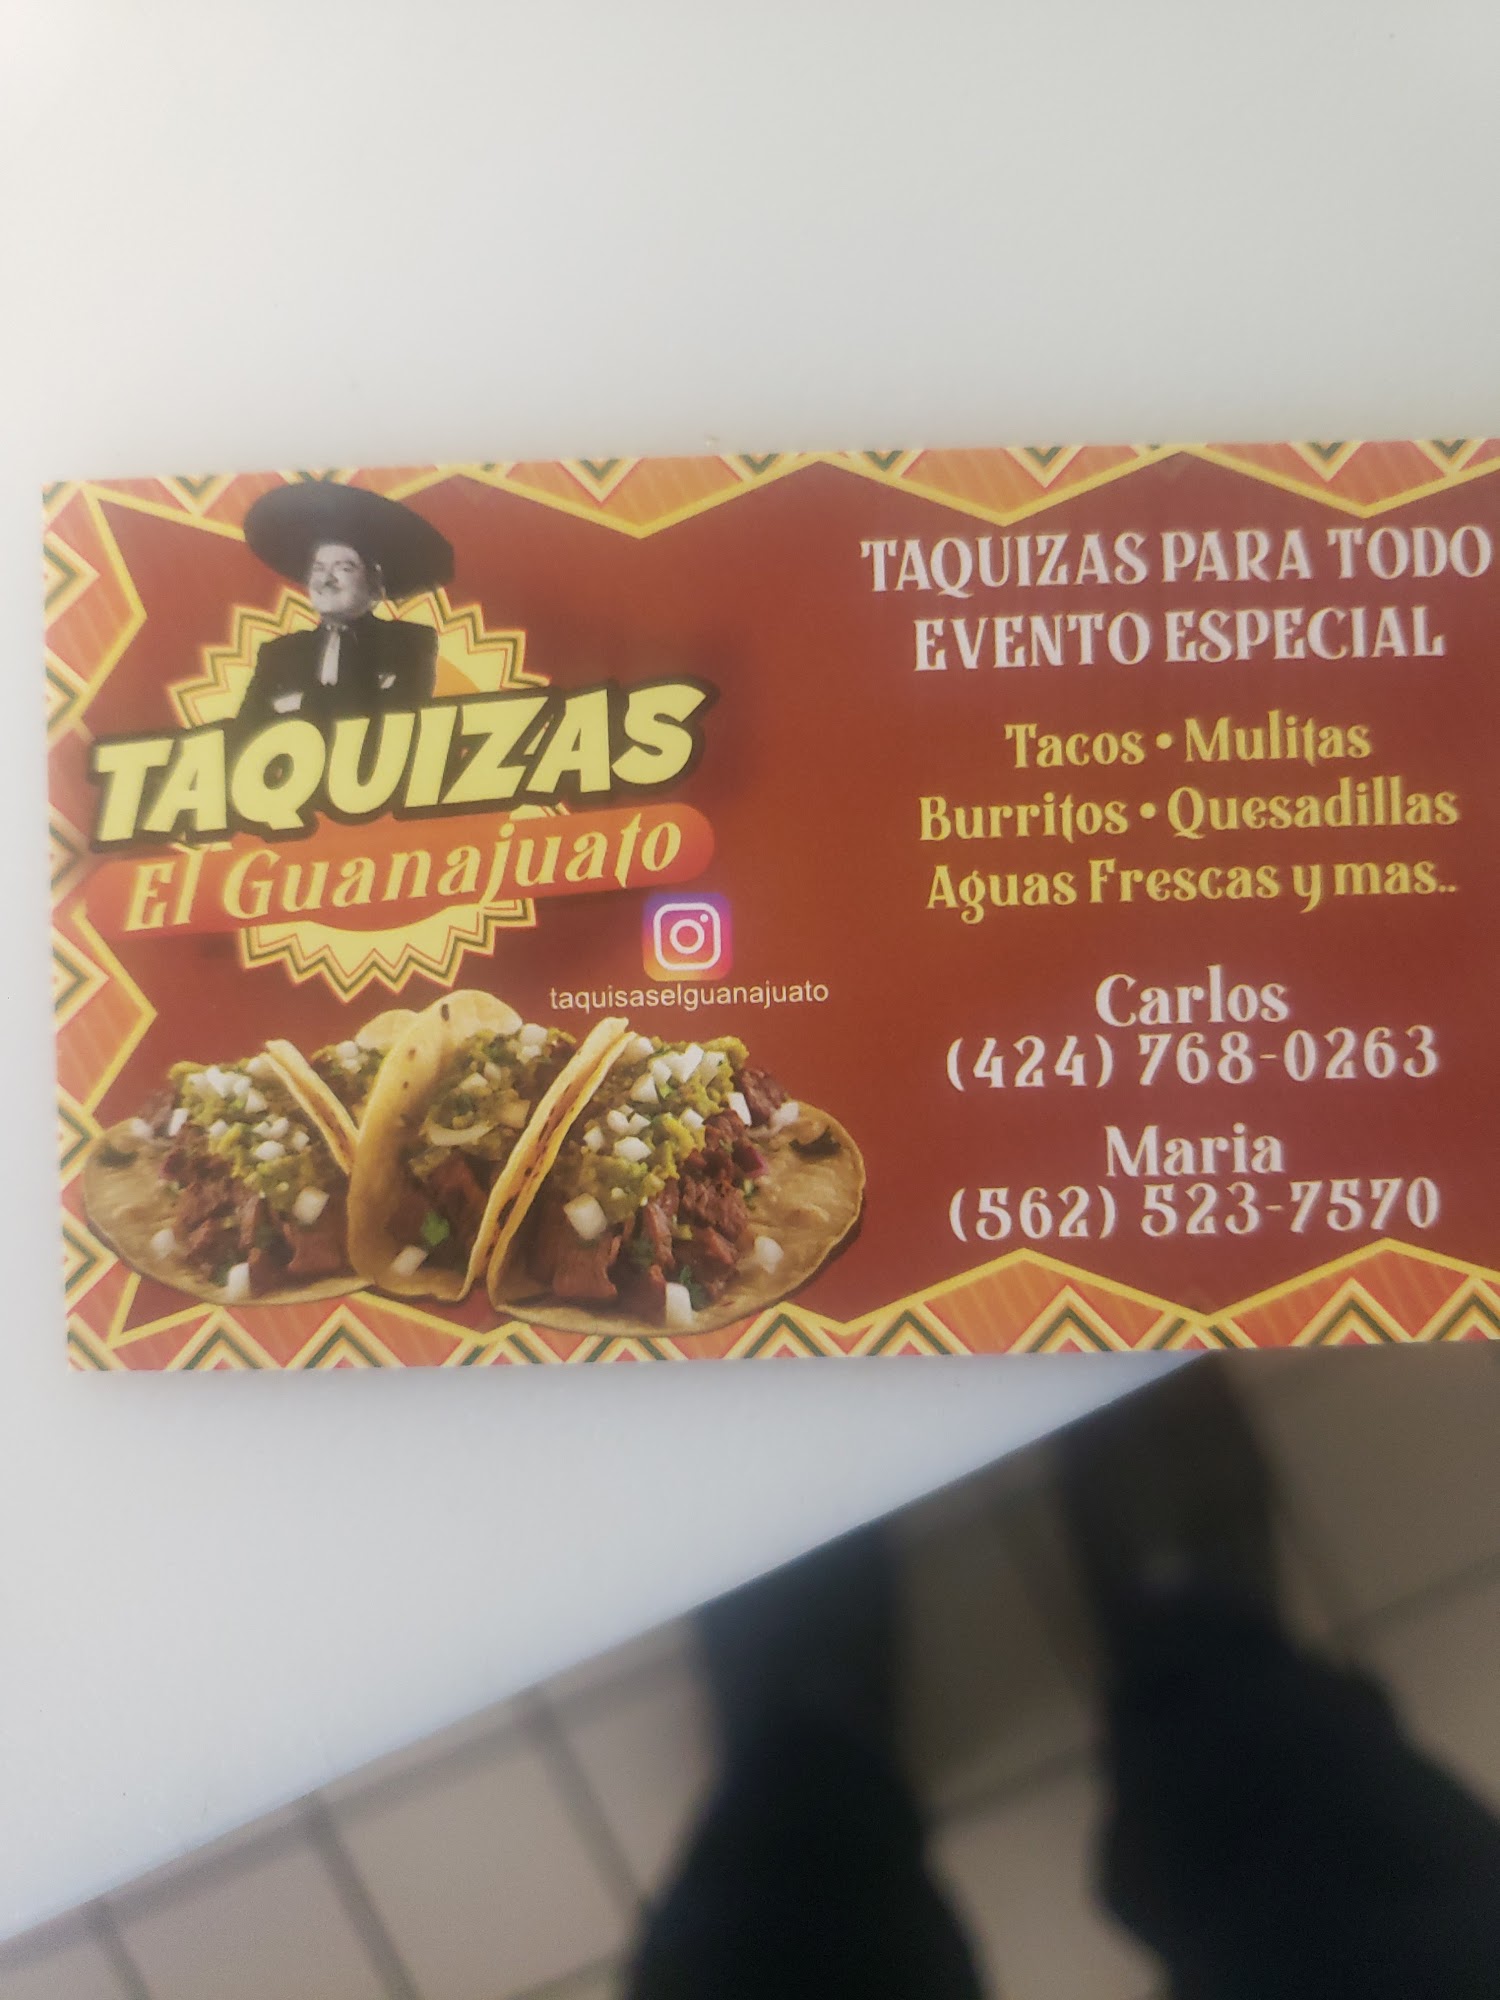 TAQUIZAS
El Guanajuato
taquisaselguanajuato
TAQUIZAS PARA TODO
EVENTO ESPECIAL
Tacos • Mulitas
Burritos • Quesadillas
Aguas Frescas y mas..
Carlos
(424) 768-0263
Maria
(562) 523-7570